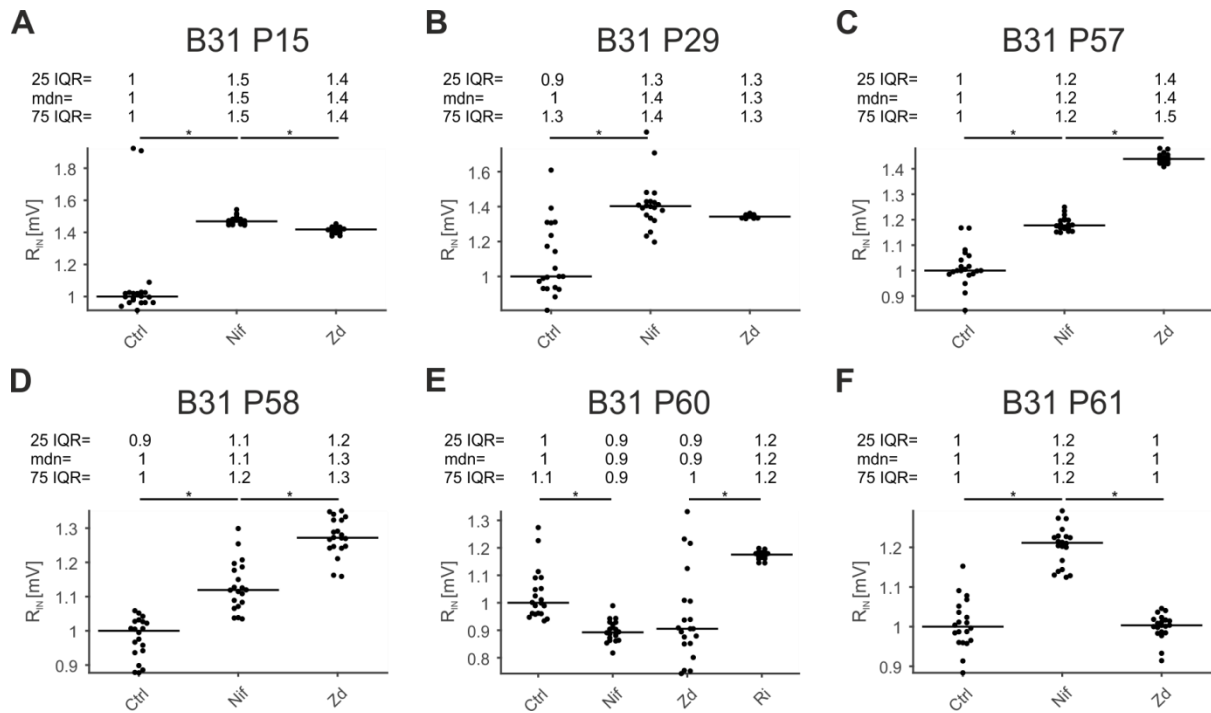 A
B31 P15
25 IQR= 1 1.5 1.4
mdn= 1 1.5 1.4
75 IQR= 1 1.5 1.4
* *
R_IN [mV]
1.8
1.6
1.4
1.2
1
Ctrl Nif Zd
B
B31 P29
25 IQR= 0.9 1.3 1.3
mdn= 1 1.4 1.3
75 IQR= 1.3 1.4 1.3
*
R_IN [mV]
1.6
1.4
1.2
1
Ctrl Nif Zd
C
B31 P57
25 IQR= 1 1.2 1.4
mdn= 1 1.2 1.4
75 IQR= 1 1.2 1.5
* *
R_IN [mV]
1.4
1.3
1.2
1.1
1
0.9
Ctrl Nif Zd
D
B31 P58
25 IQR= 0.9 1.1 1.2
mdn= 1 1.1 1.3
75 IQR= 1 1.2 1.3
* *
R_IN [mV]
1.3
1.2
1.1
1
0.9
Ctrl Nif Zd
E
B31 P60
25 IQR= 1 0.9 0.9 1.2
mdn= 1 0.9 0.9 1.2
75 IQR= 1.1 0.9 1 1.2
* *
R_IN [mV]
1.3
1.2
1.1
1
0.9
0.8
Ctrl Nif Zd Ri
F
B31 P61
25 IQR= 1 1.2 1
mdn= 1 1.2 1
75 IQR= 1 1.2 1
* *
R_IN [mV]
1.2
1.1
1
0.9
Ctrl Nif Zd